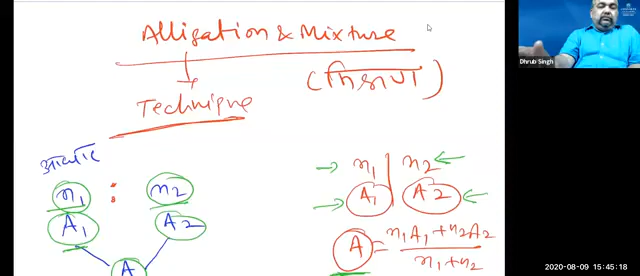 Alligation & Mixture
(मिश्रण)
Technique
n1 : n2
A1 A2
A
n1 | n2
A1 | A2
A = n1A1 + n2A2 / n1 + n2
Dhrub Singh
2020-08-09 15:45:18